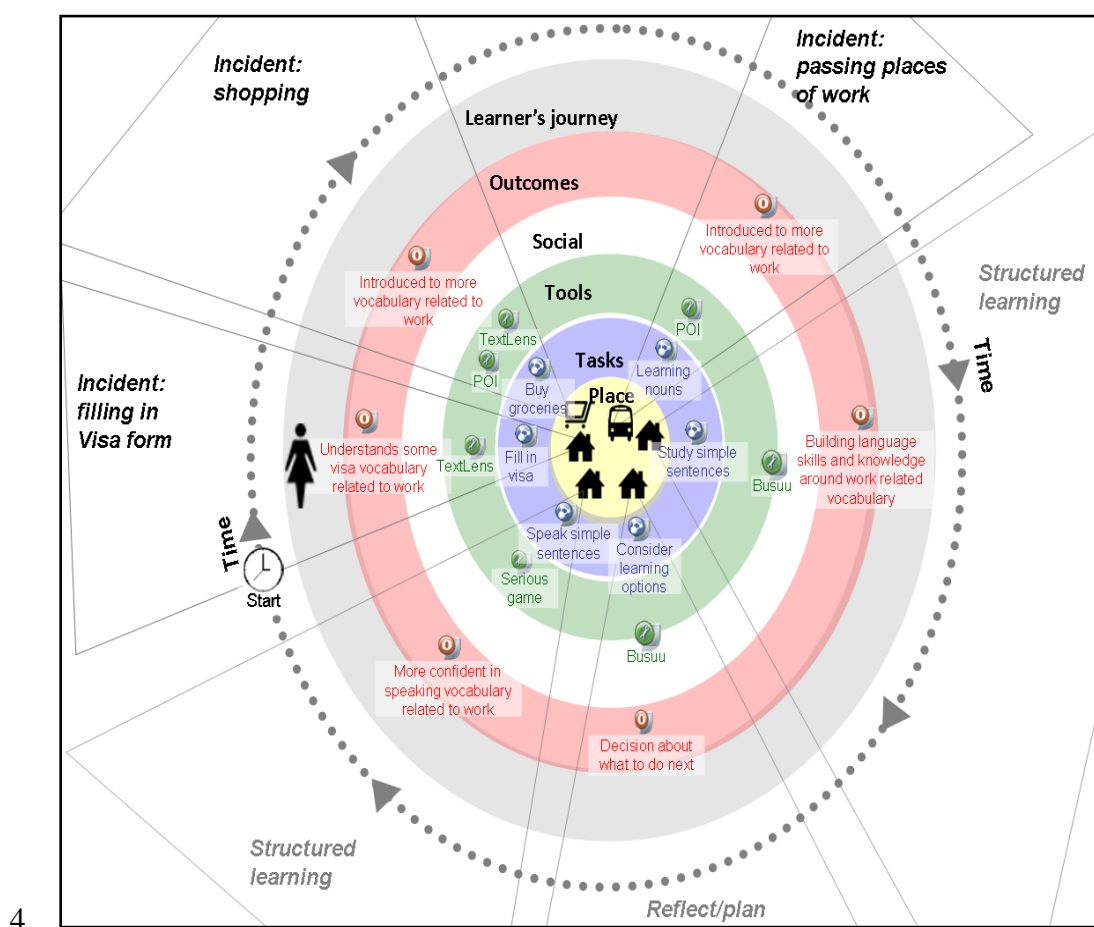 Incident:
shopping
Incident:
passing places
of work
Learner's journey
Outcomes
Introduced to more
vocabulary related to
work
Introduced to more
vocabulary related to
work
Social
Structured
learning
Tools
TextLens
POI
POI
Time
Tasks
Learning
nouns
Buy
groceries
Place
Incident:
filling in
Visa form
Understands some
visa vocabulary
related to work
TextLens
Fill in
visa
Study simple
sentences
Busuu
Building language
skills and knowledge
around work related
vocabulary
Time
Start
Speak simple
sentences
Consider
learning
options
Serious
game
Busuu
More confident in
speaking vocabulary
related to work
Decision about
what to do next
Structured
learning
Reflect/plan
4